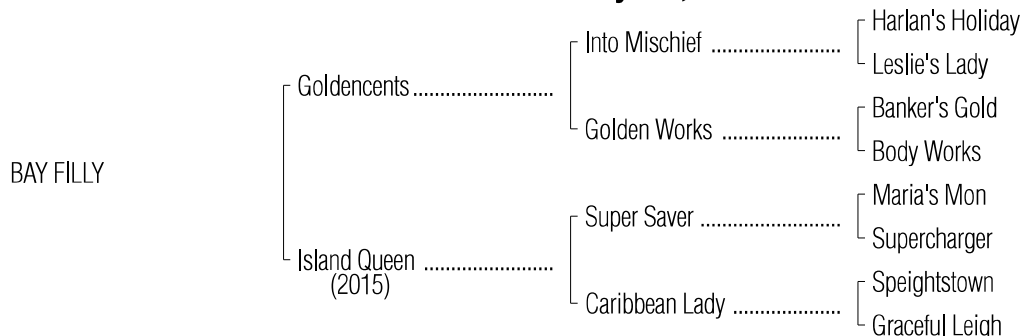 Harlan's Holiday
Into Mischief ........................
Leslie's Lady
Goldencents ..........................
Banker's Gold
Golden Works ......................
Body Works
BAY FILLY
Maria's Mon
Super Saver ..........................
Supercharger
Island Queen ........................
(2015)
Speightstown
Caribbean Lady ....................
Graceful Leigh